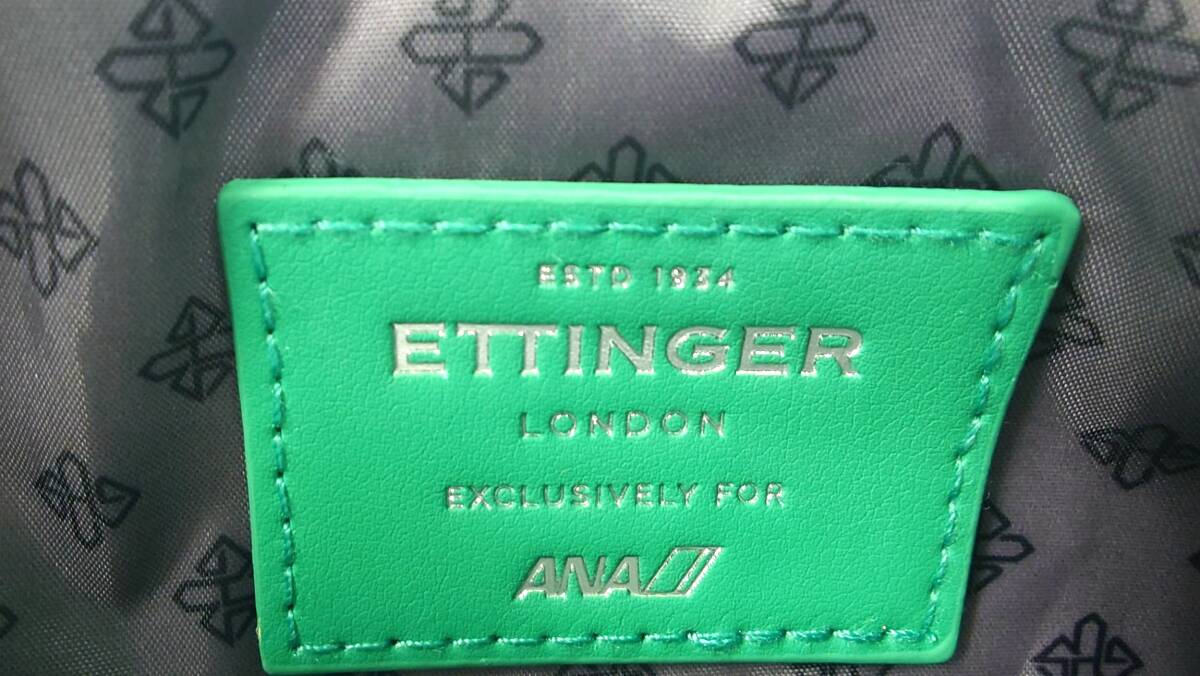 ESTD 1934
ETTINGER
LONDON
EXCLUSIVELY FOR
ANA